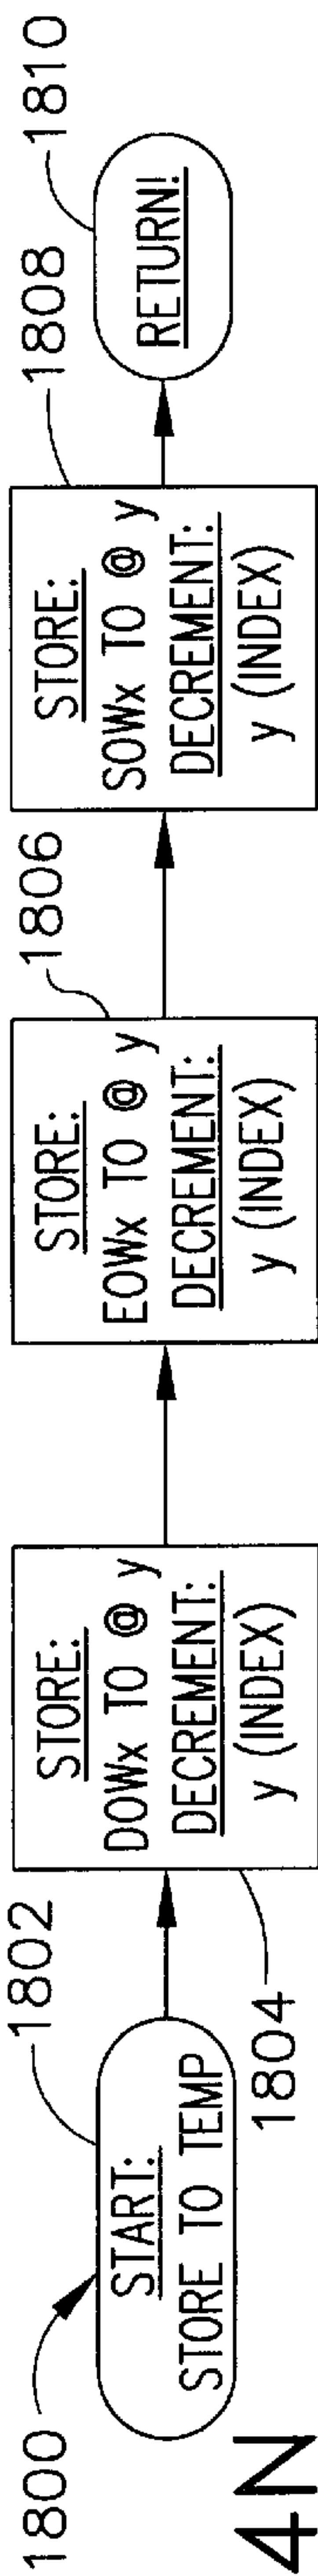 1800
1802
START:
STORE TO TEMP
1804
STORE:
DOWx TO @ y
DECREMENT:
y (INDEX)
1806
STORE:
EOWx TO @ y
DECREMENT:
y (INDEX)
1808
STORE:
SOWx TO @ y
DECREMENT:
y (INDEX)
1810
RETURN!
4N